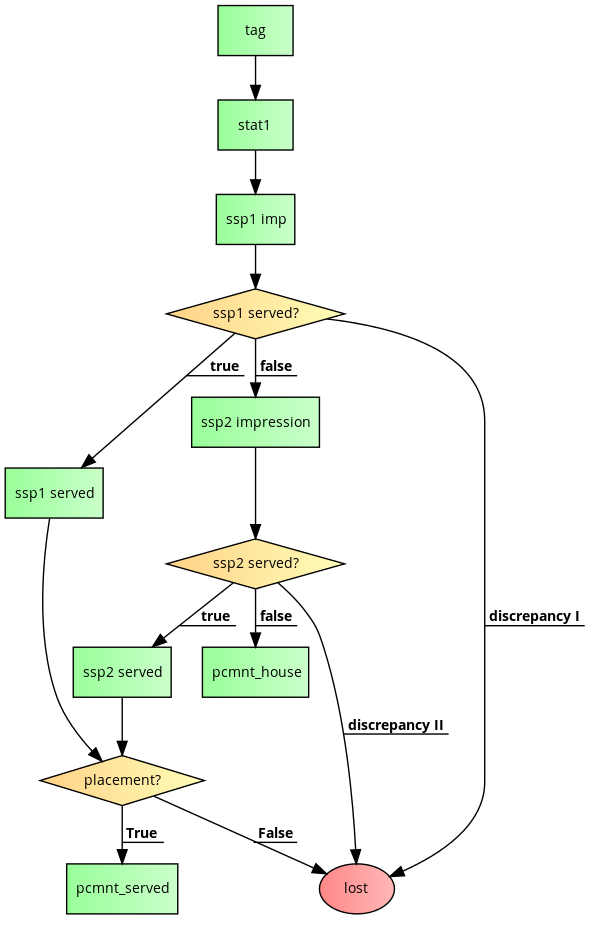 tag
stat1
ssp1 imp
ssp1 served?
true
false
ssp2 impression
ssp1 served
ssp2 served?
true
false
discrepancy I
ssp2 served
pcmnt_house
discrepancy II
placement?
True
False
pcmnt_served
lost